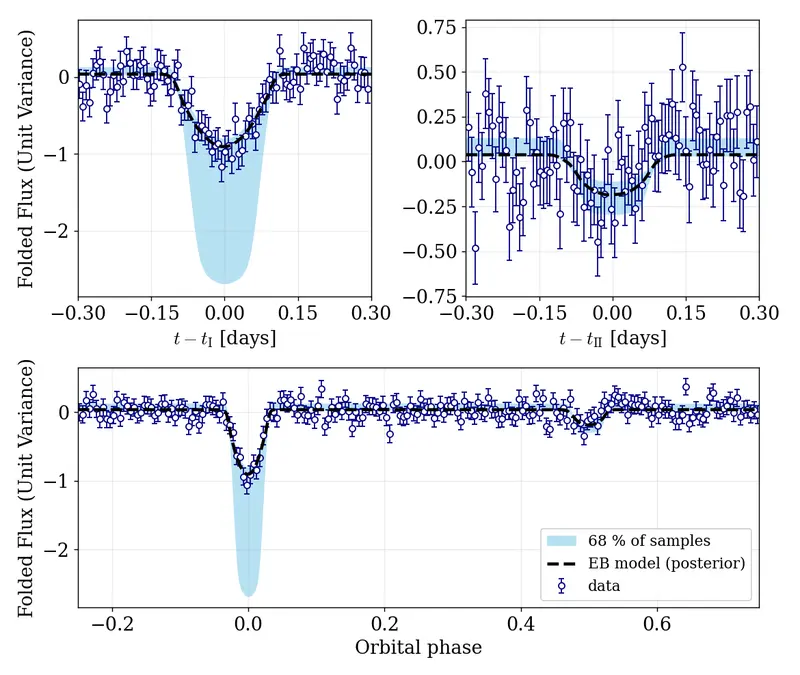 Folded Flux (Unit Variance)
0
−1
−2
−0.30 −0.15 0.00 0.15 0.30
t − tI [days]
0.75
0.50
0.25
0.00
−0.25
−0.50
−0.75
−0.30 −0.15 0.00 0.15 0.30
t − tII [days]
Folded Flux (Unit Variance)
0
−1
−2
68 % of samples
EB model (posterior)
data
−0.2 0.0 0.2 0.4 0.6
Orbital phase